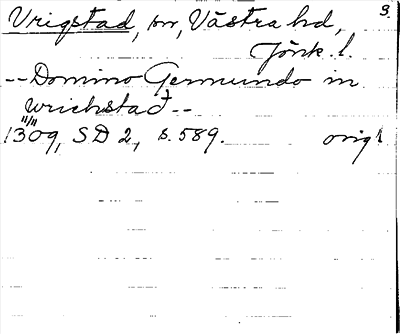 3.
Vrigstad, sn, Västra hd,
Jönk. l.
-- Domino Germundo in
wrichstad --
11/11
1309, SD 2, s. 589. orig!